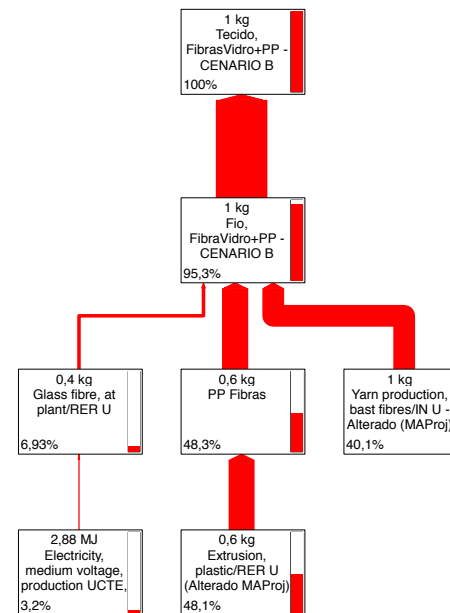 1 kg
Tecido,
FibrasVidro+PP -
CENARIO B
100%
1 kg
Fio,
FibraVidro+PP -
CENARIO B
95,3%
0,4 kg
Glass fibre, at
plant/RER U
6,93%
0,6 kg
PP Fibras
48,3%
1 kg
Yarn production,
bast fibres/IN U -
Alterado (MAProj)
40,1%
2,88 MJ
Electricity,
medium voltage,
production UCTE,
3,2%
0,6 kg
Extrusion,
plastic/RER U
(Alterado MAProj)
48,1%